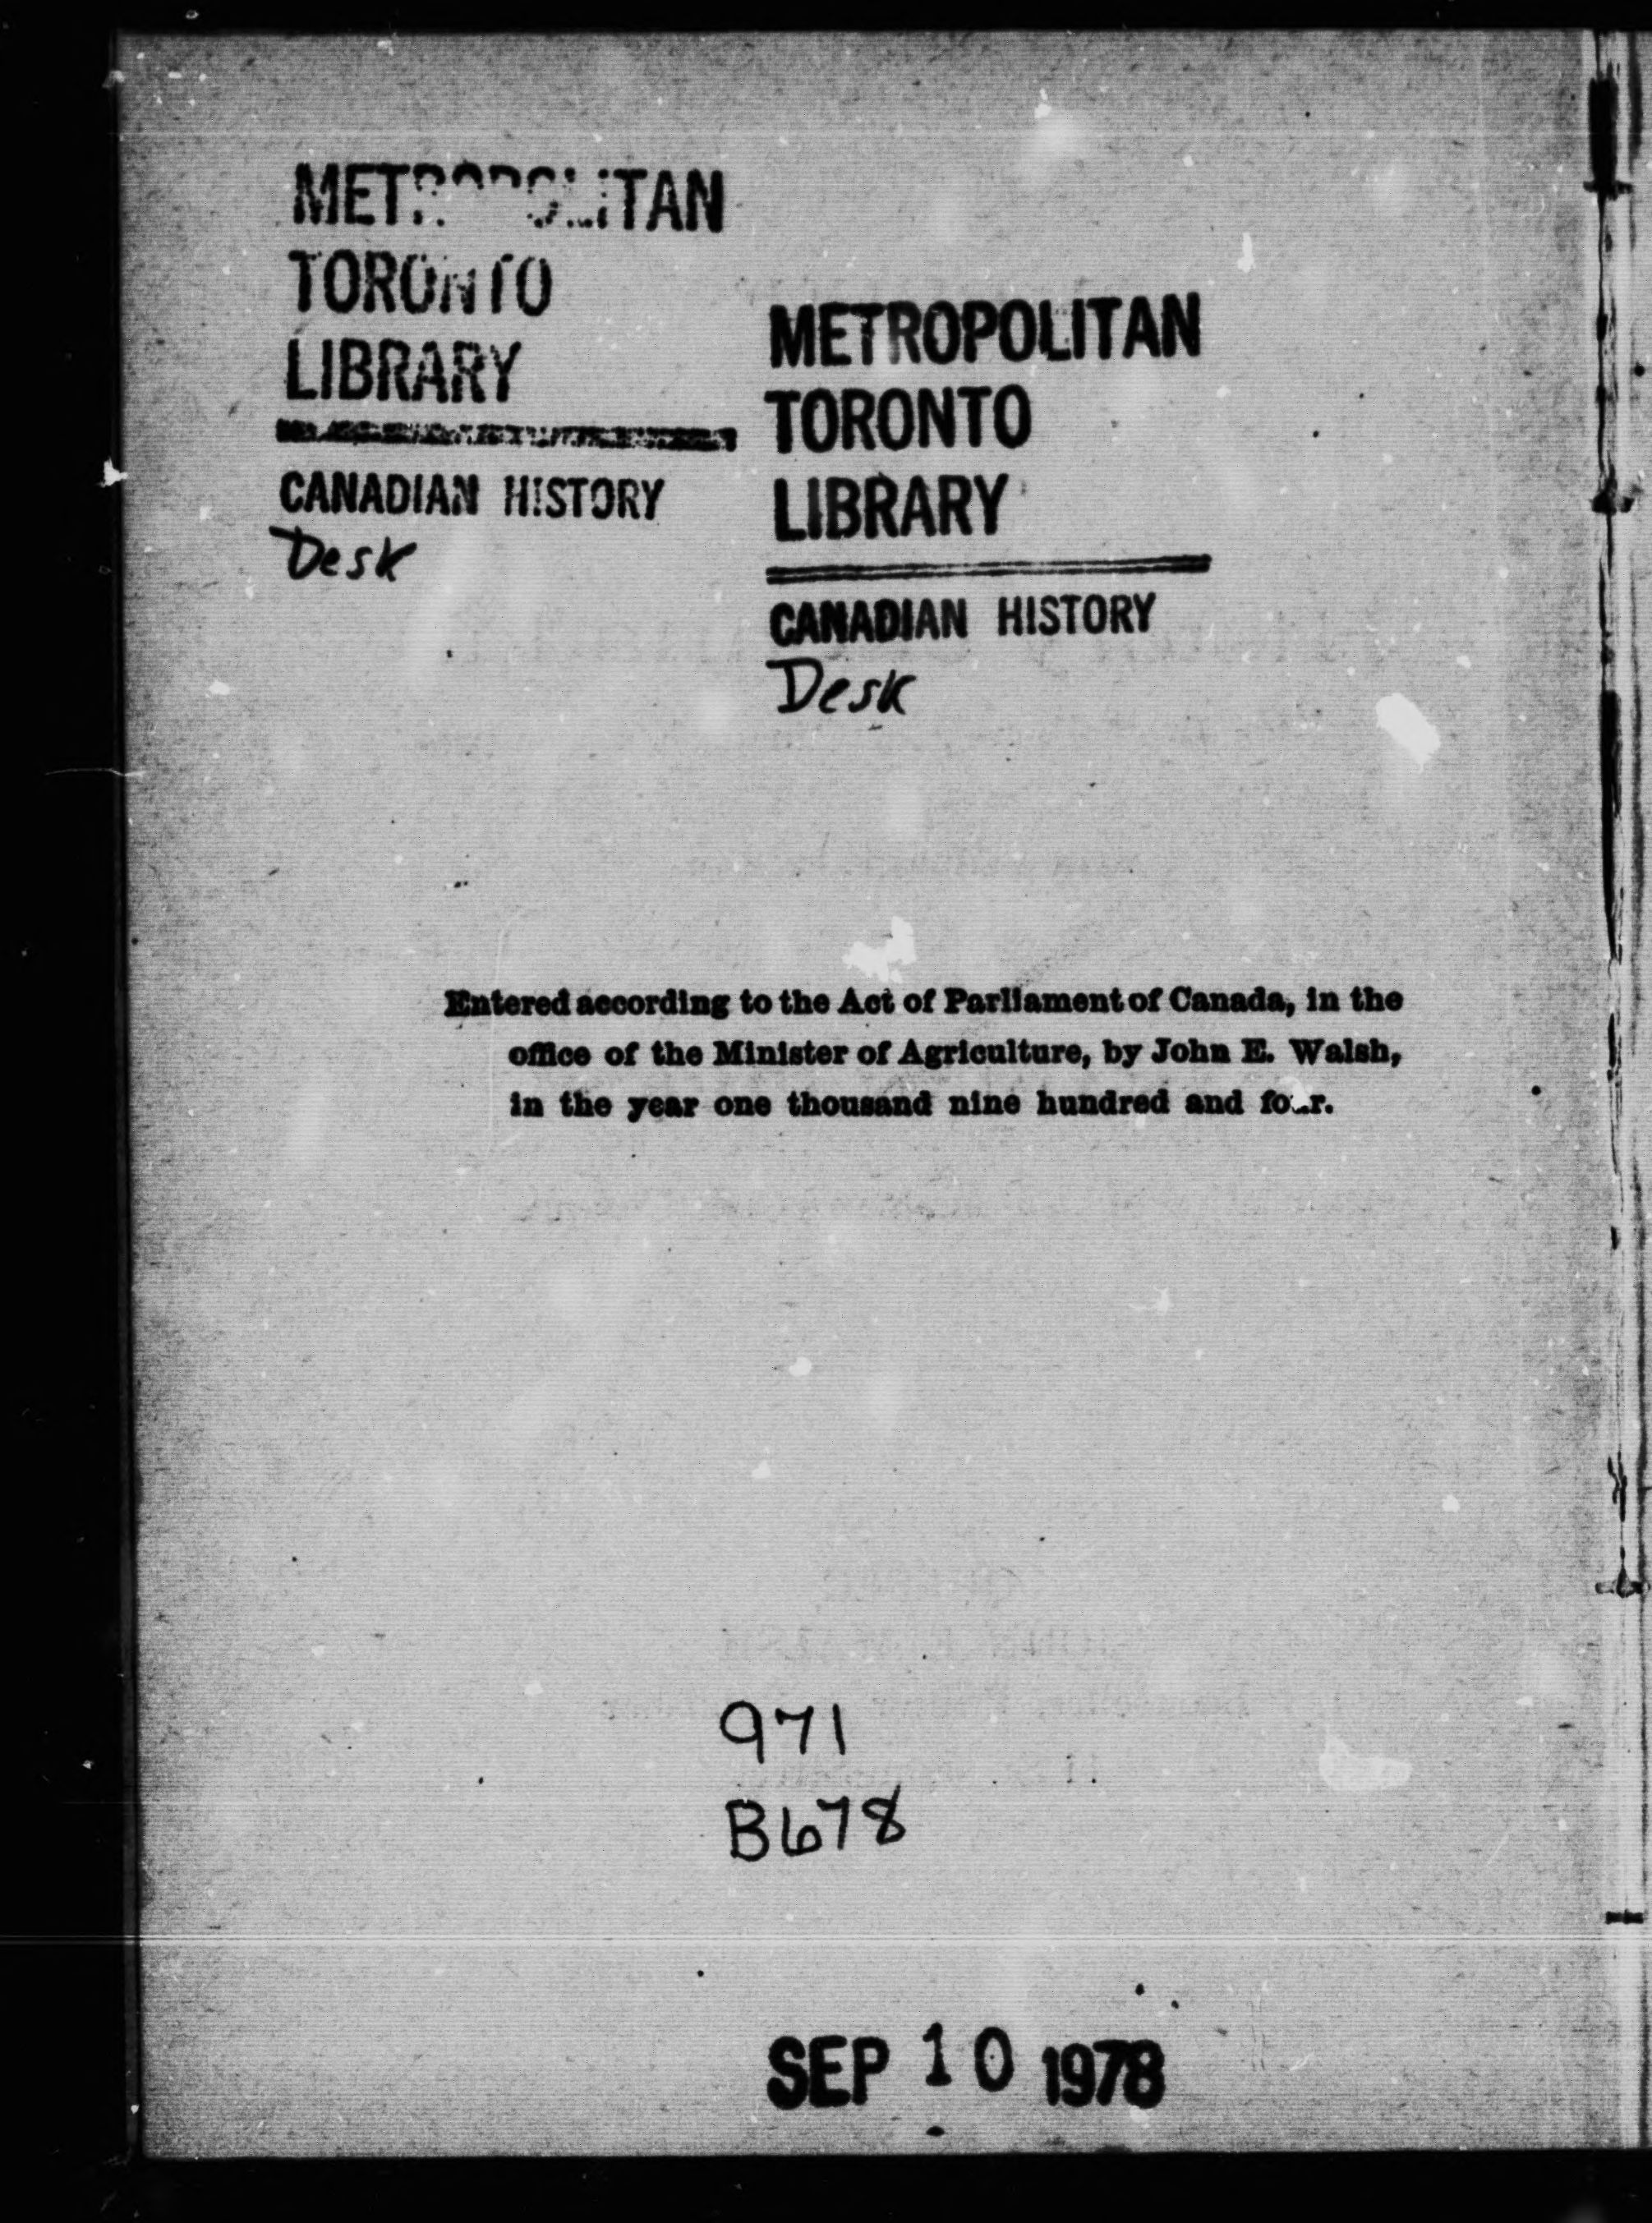 METROPOLITAN
TORONTO
LIBRARY
CANADIAN HISTORY
Desk
METROPOLITAN
TORONTO
LIBRARY
CANADIAN HISTORY
Desk
Entered according to the Act of Parliament of Canada, in the
office of the Minister of Agriculture, by John E. Walsh,
in the year one thousand nine hundred and four.
971
B678
SEP 10 1978